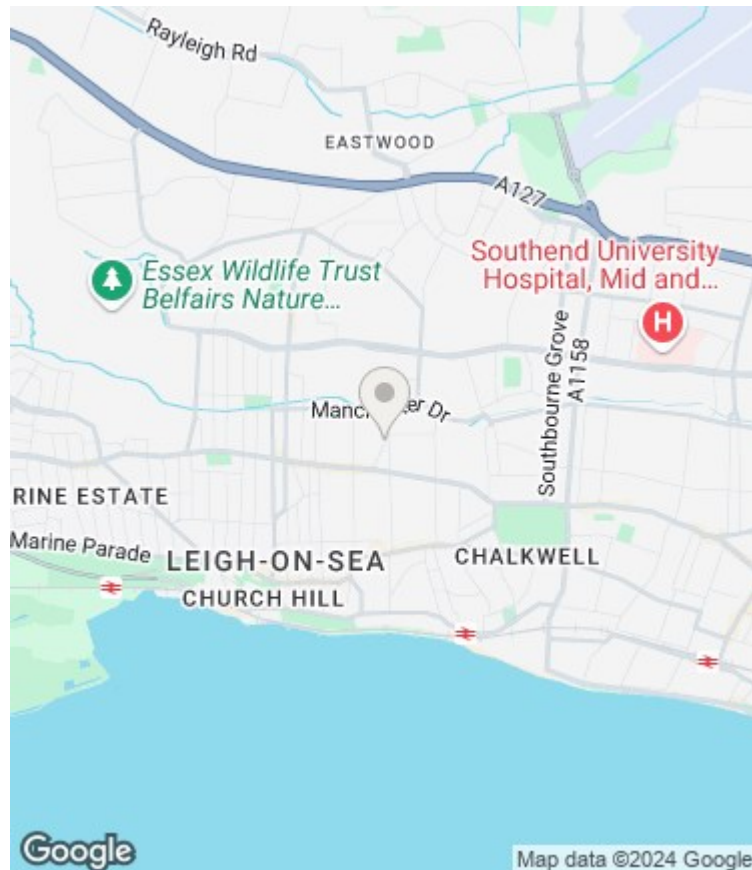 Rayleigh Rd
EASTWOOD
A127
Essex Wildlife Trust
Belfairs Nature...
Southend University
Hospital, Mid and...
H
Southbourne Grove
A1158
Dr
RINE ESTATE
Marine Parade
LEIGH-ON-SEA
CHALKWELL
CHURCH HILL
Google
Map data ©2024 Google